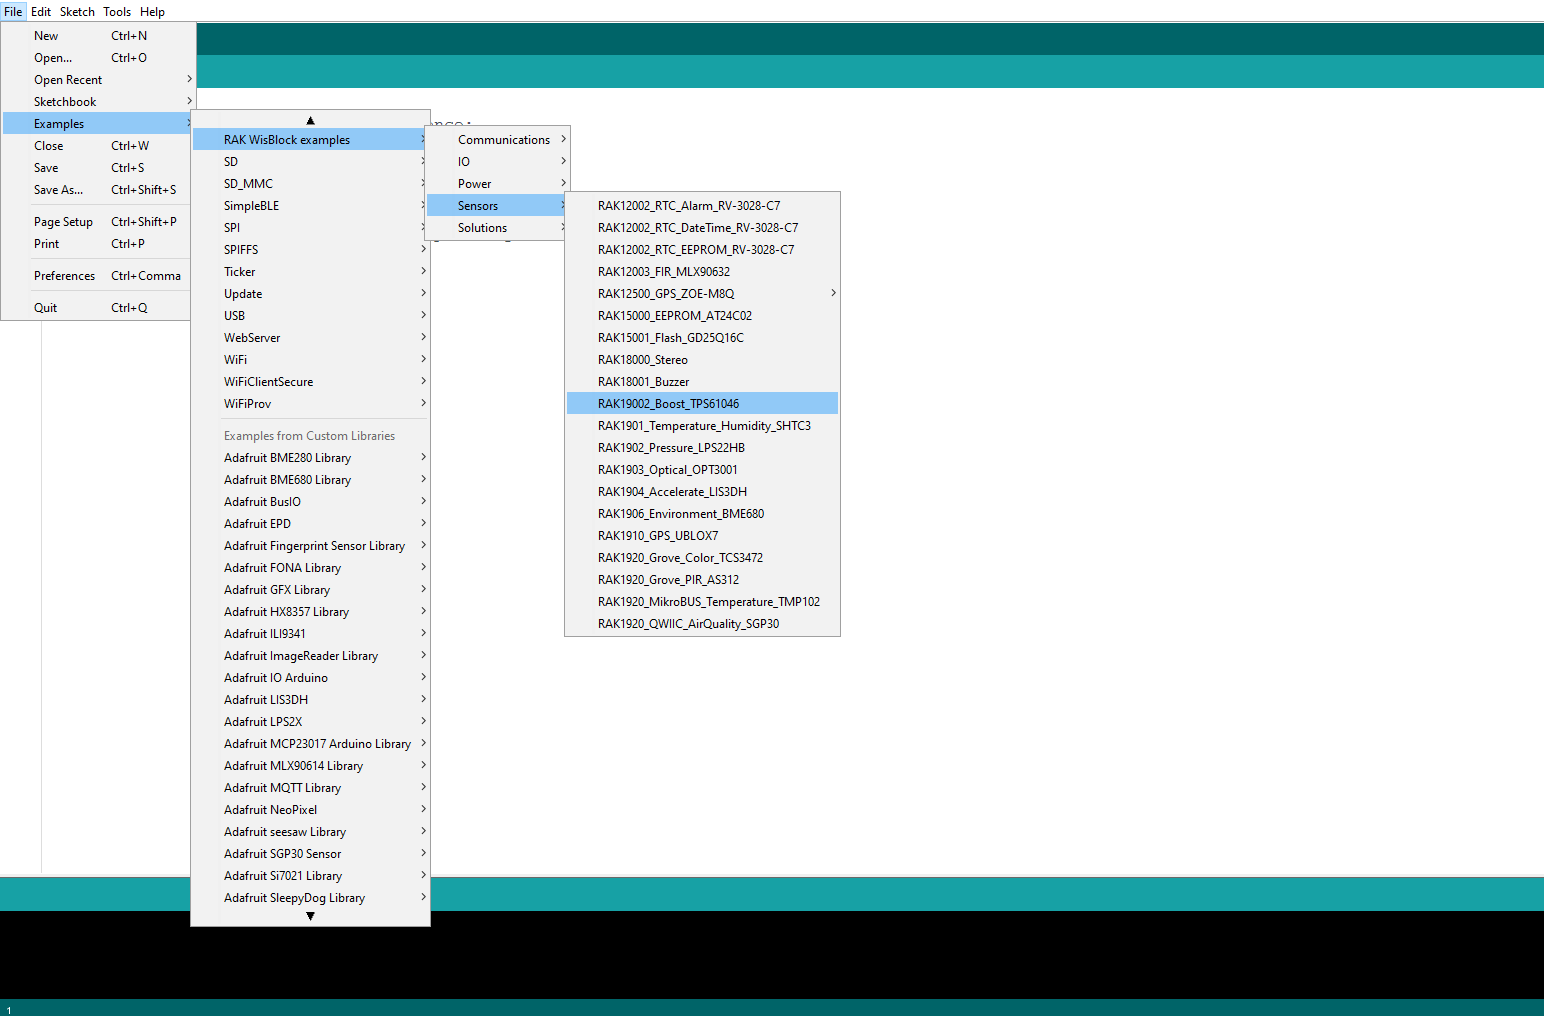 File Edit Sketch Tools Help
New Ctrl+N
Open... Ctrl+O
Open Recent
Sketchbook
Examples
Close Ctrl+W
Save Ctrl+S
Save As... Ctrl+Shift+S
Page Setup Ctrl+Shift+P
Print Ctrl+P
Preferences Ctrl+Comma
Quit Ctrl+Q
RAK WisBlock examples
SD
SD_MMC
SimpleBLE
SPI
SPIFFS
Ticker
Update
USB
WebServer
WiFi
WiFiClientSecure
WiFiProv
Examples from Custom Libraries
Adafruit BME280 Library
Adafruit BME680 Library
Adafruit BusIO
Adafruit EPD
Adafruit Fingerprint Sensor Library
Adafruit FONA Library
Adafruit GFX Library
Adafruit HX8357 Library
Adafruit ILI9341
Adafruit ImageReader Library
Adafruit IO Arduino
Adafruit LIS3DH
Adafruit LPS2X
Adafruit MCP23017 Arduino Library
Adafruit MLX90614 Library
Adafruit MQTT Library
Adafruit NeoPixel
Adafruit seesaw Library
Adafruit SGP30 Sensor
Adafruit Si7021 Library
Adafruit SleepyDog Library
Communications
IO
Power
Sensors
Solutions
RAK12002_RTC_Alarm_RV-3028-C7
RAK12002_RTC_DateTime_RV-3028-C7
RAK12002_RTC_EEPROM_RV-3028-C7
RAK12003_FIR_MLX90632
RAK12500_GPS_ZOE-M8Q
RAK15000_EEPROM_AT24C02
RAK15001_Flash_GD25Q16C
RAK18000_Stereo
RAK18001_Buzzer
RAK19002_Boost_TPS61046
RAK1901_Temperature_Humidity_SHTC3
RAK1902_Pressure_LPS22HB
RAK1903_Optical_OPT3001
RAK1904_Accelerate_LIS3DH
RAK1906_Environment_BME680
RAK1910_GPS_UBLOX7
RAK1920_Grove_Color_TCS3472
RAK1920_Grove_PIR_AS312
RAK1920_MikroBUS_Temperature_TMP102
RAK1920_QWIIC_AirQuality_SGP30
1